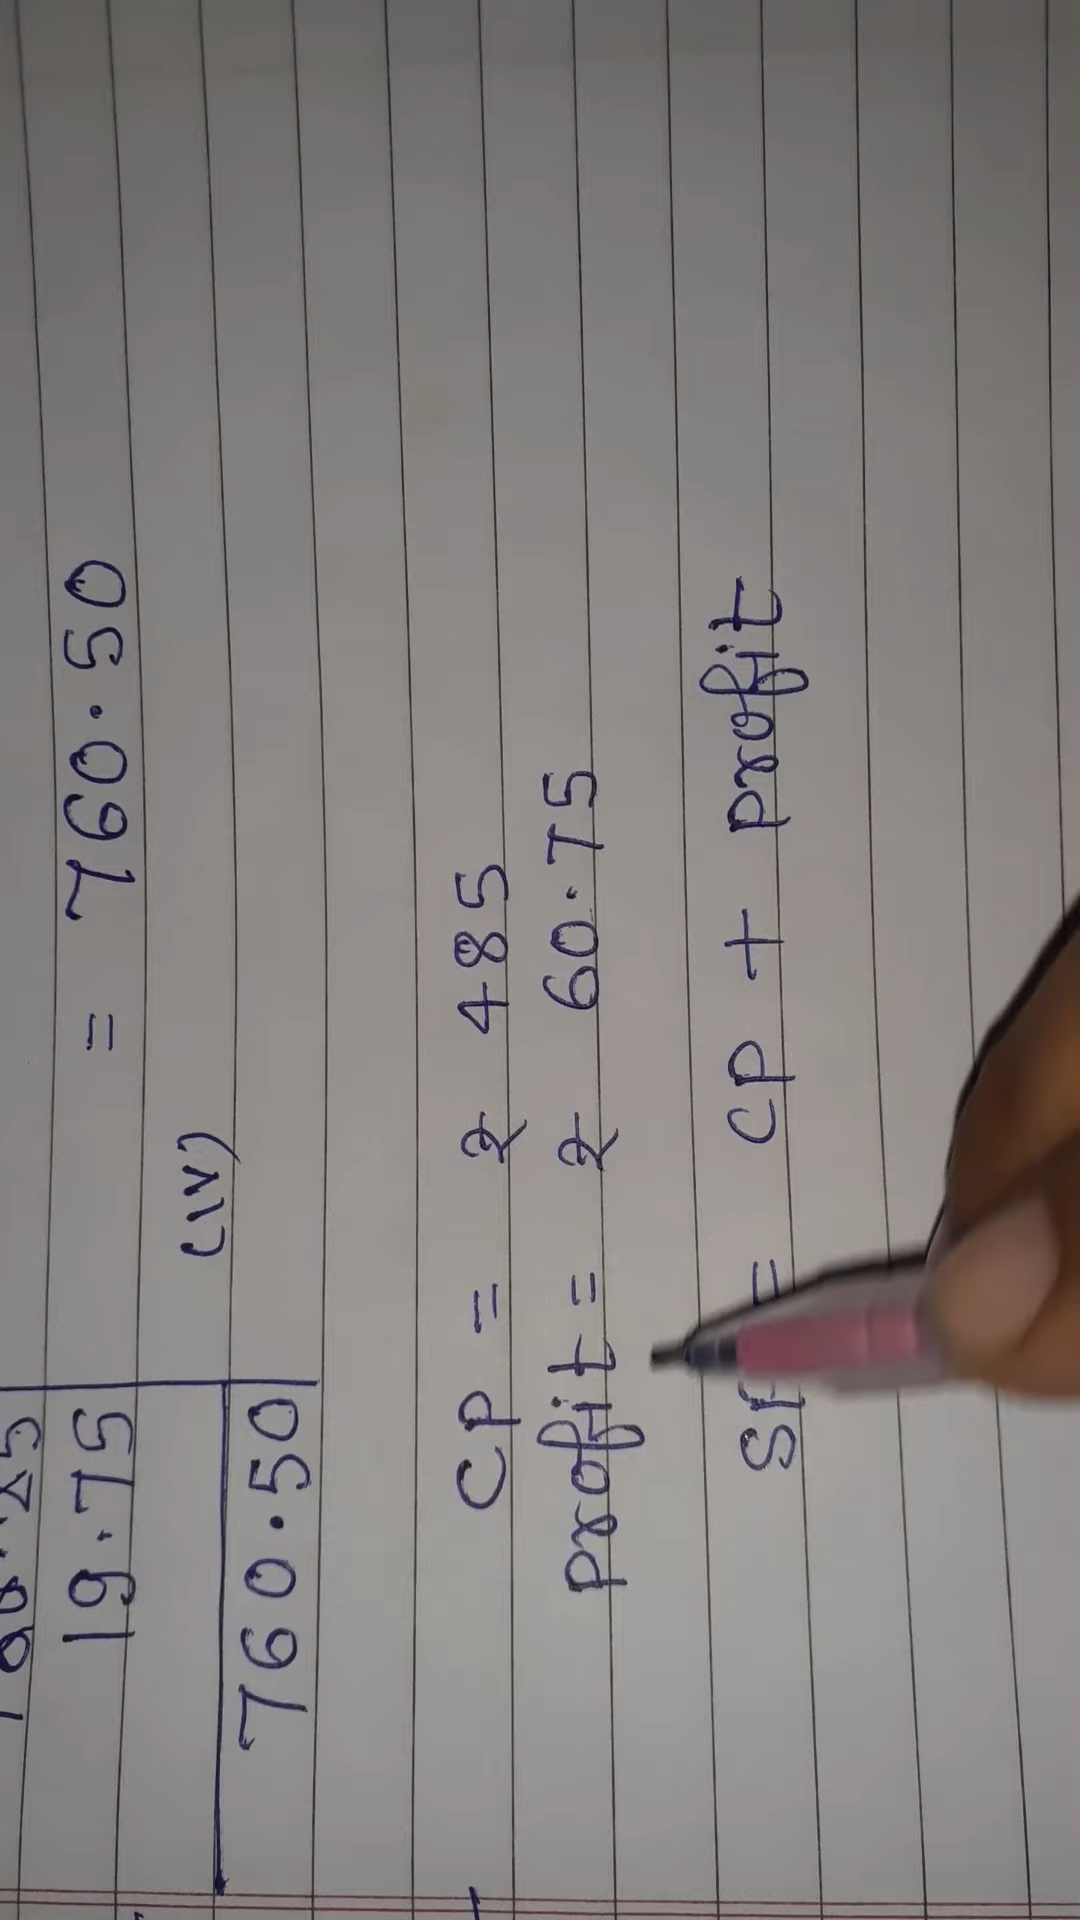 = 760.50
19.75
(iv)
760.50
CP = ₹ 485
profit = ₹ 60.75
SP = CP + profit